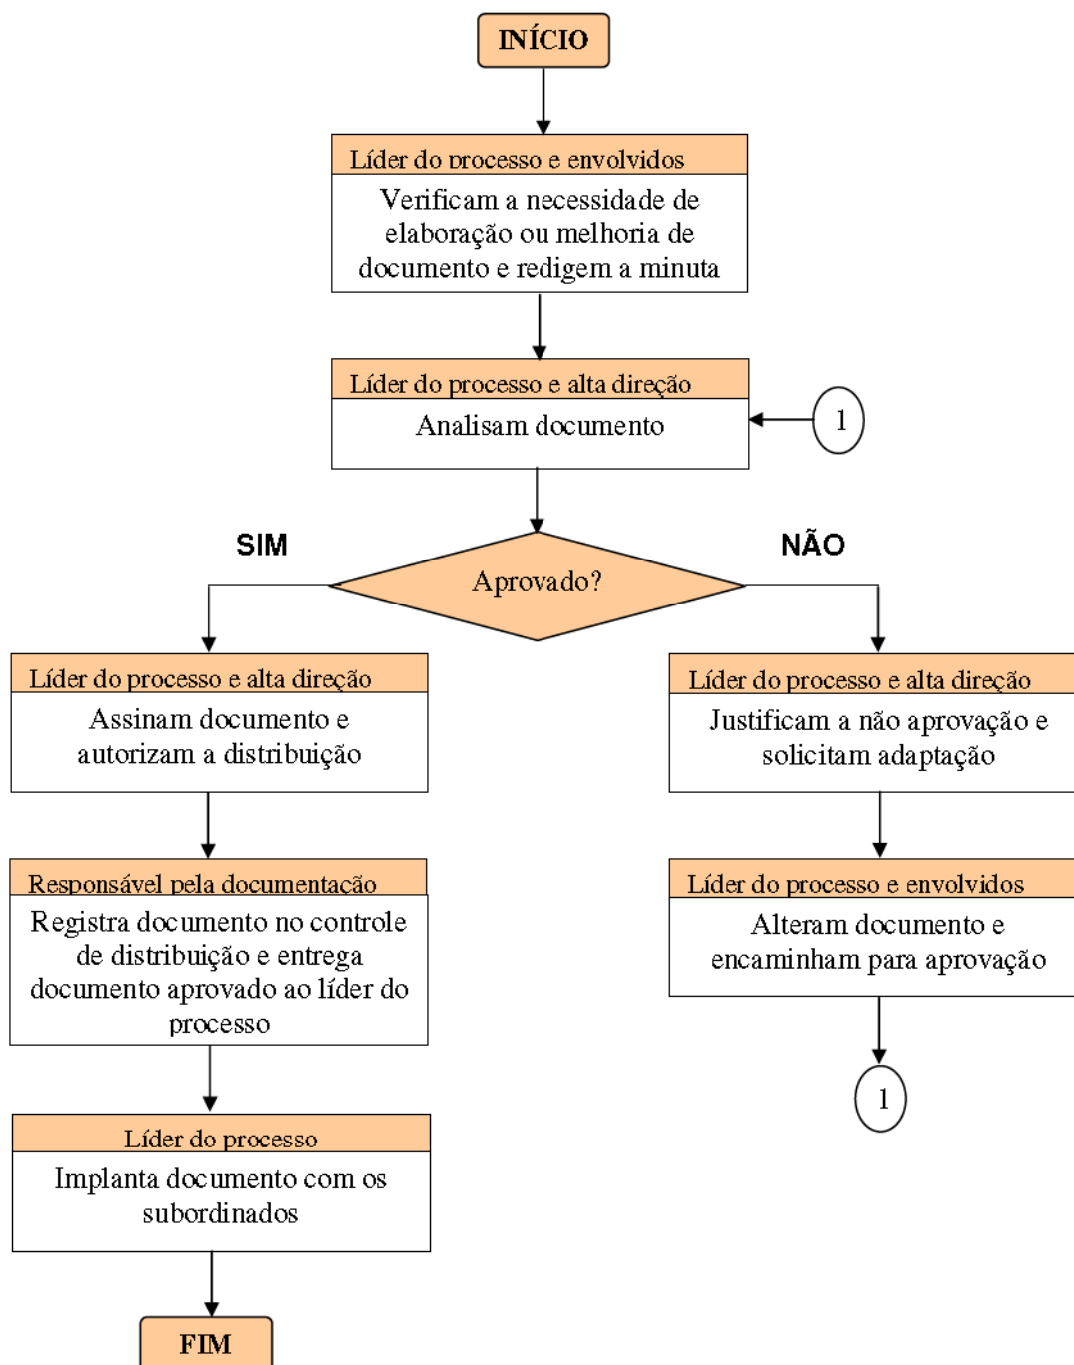 INÍCIO
Líder do processo e envolvidos
Verificam a necessidade de
elaboração ou melhoria de
documento e redigem a minuta
Líder do processo e alta direção
Analisam documento
1
SIM
NÃO
Aprovado?
Líder do processo e alta direção
Assinam documento e
autorizam a distribuição
Líder do processo e alta direção
Justificam a não aprovação e
solicitam adaptação
Responsável pela documentação
Registra documento no controle
de distribuição e entrega
documento aprovado ao líder do
processo
Líder do processo e envolvidos
Alteram documento e
encaminham para aprovação
1
Líder do processo
Implanta documento com os
subordinados
FIM